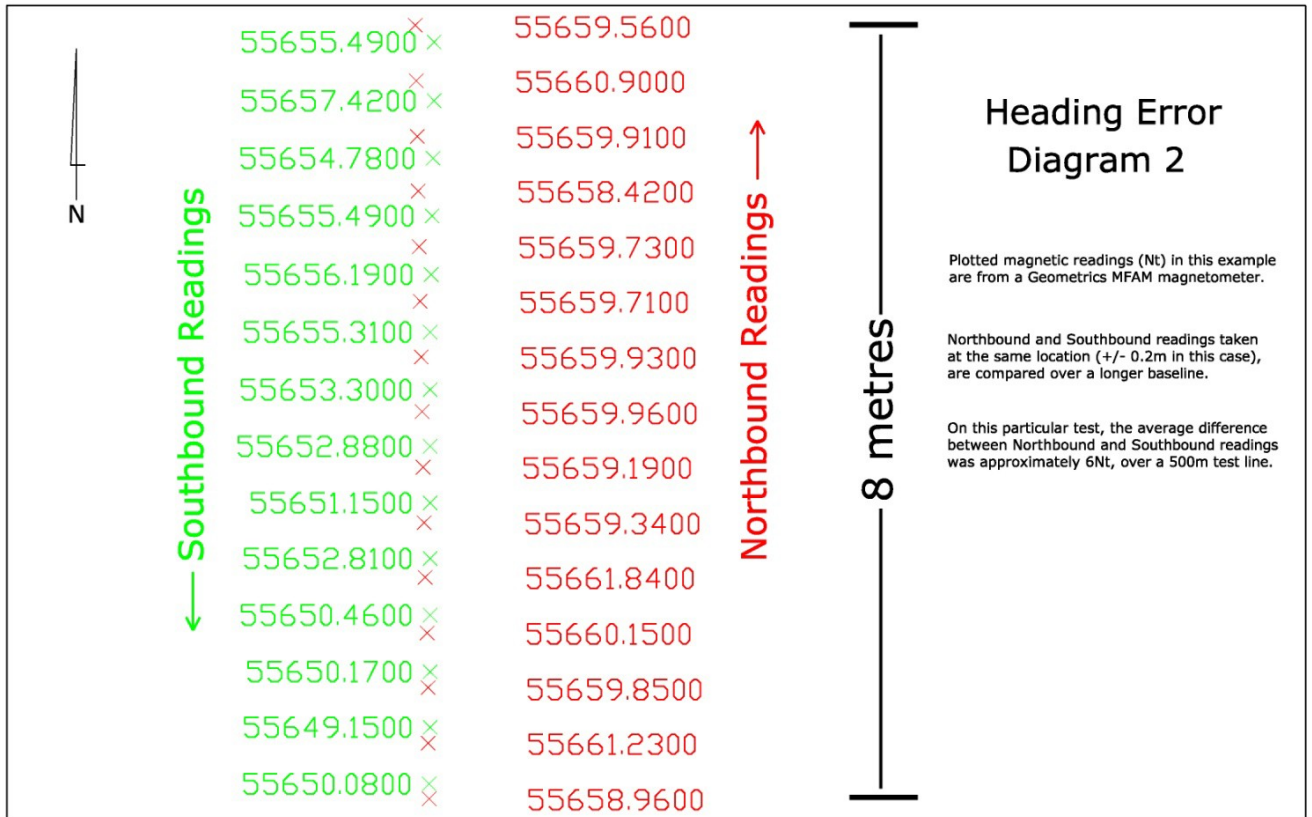 N
Southbound Readings
55655.4900
55657.4200
55654.7800
55655.4900
55656.1900
55655.3100
55653.3000
55652.8800
55651.1500
55652.8100
55650.4600
55650.1700
55649.1500
55650.0800
55659.5600
55660.9000
55659.9100
55658.4200
55659.7300
55659.7100
55659.9300
55659.9600
55659.1900
55659.3400
55661.8400
55660.1500
55659.8500
55661.2300
55658.9600
Northbound Readings
8 metres
Heading Error
Diagram 2
Plotted magnetic readings (Nt) in this example
are from a Geometrics MFAM magnetometer.
Northbound and Southbound readings taken
at the same location (+/- 0.2m in this case),
are compared over a longer baseline.
On this particular test, the average difference
between Northbound and Southbound readings
was approximately 6Nt, over a 500m test line.